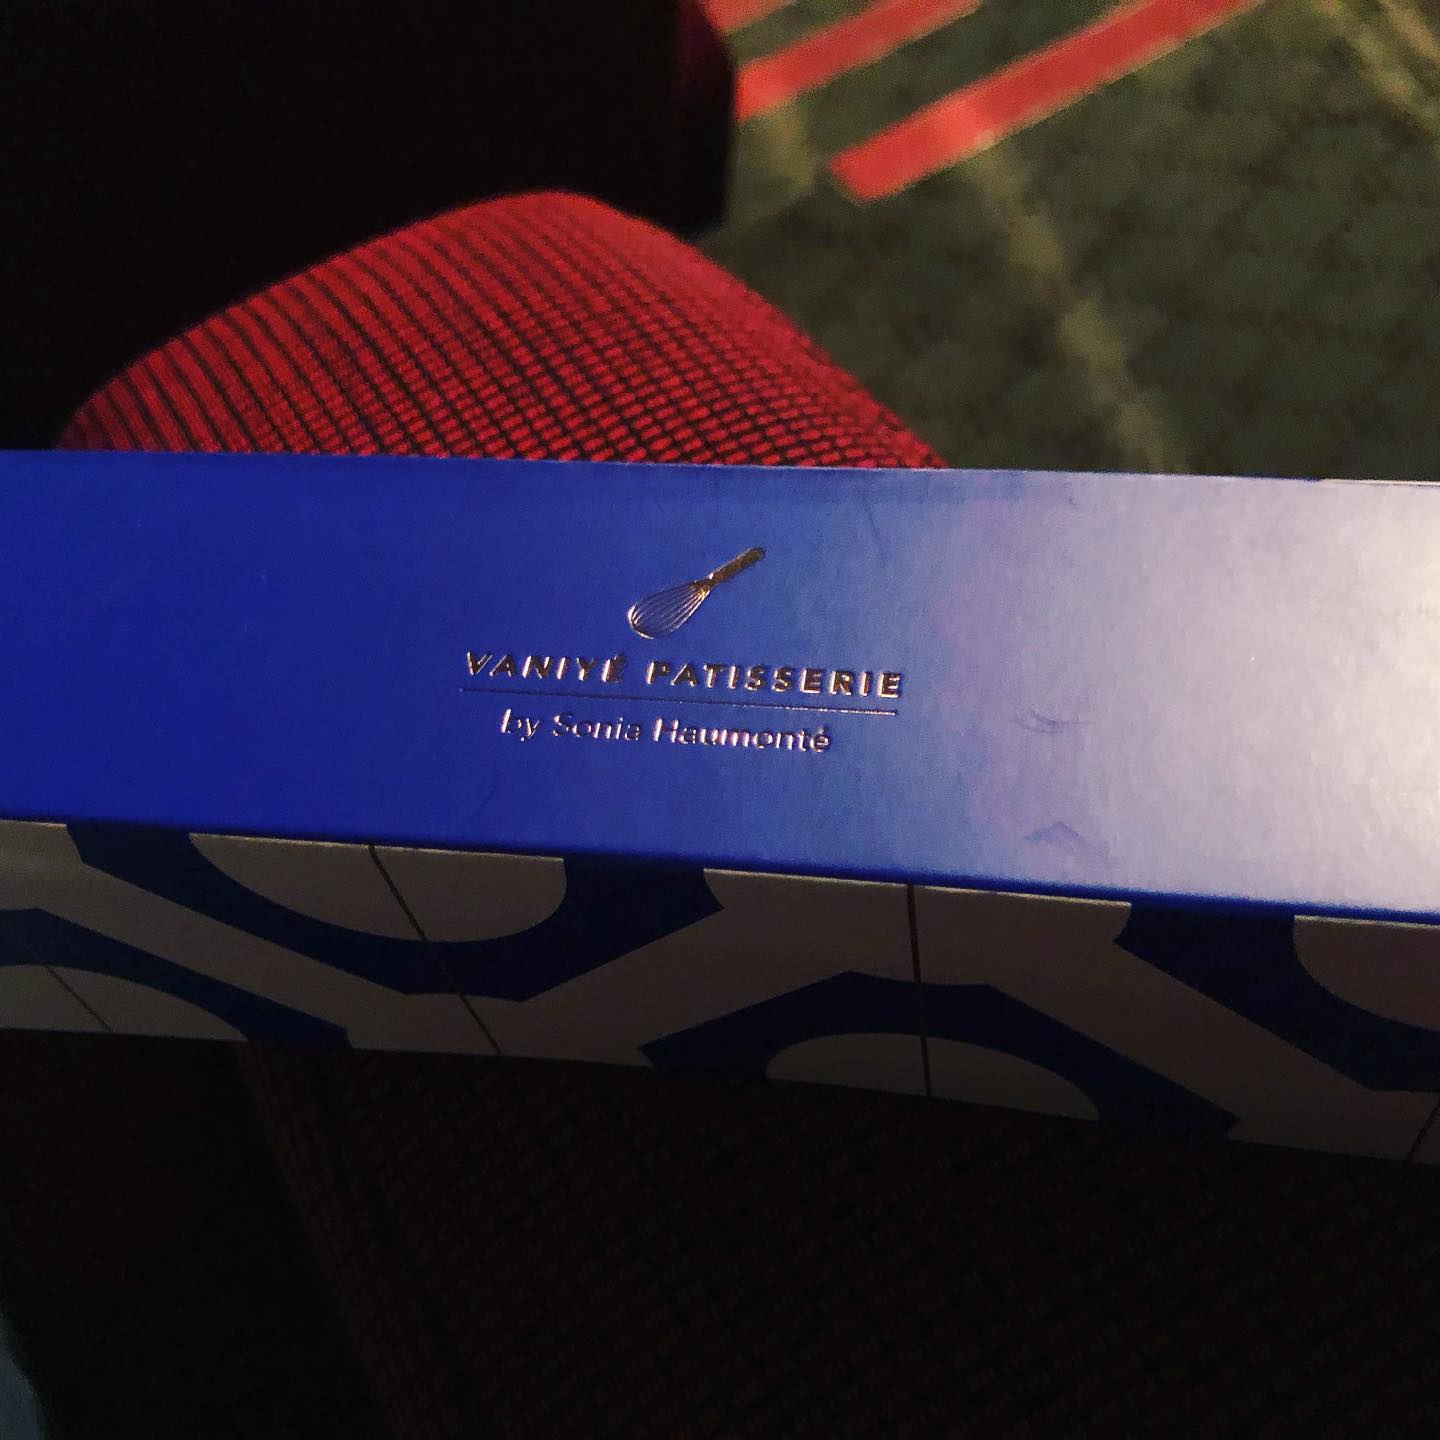 VANIYÉ PATISSERIE
by Sonia Haumonté